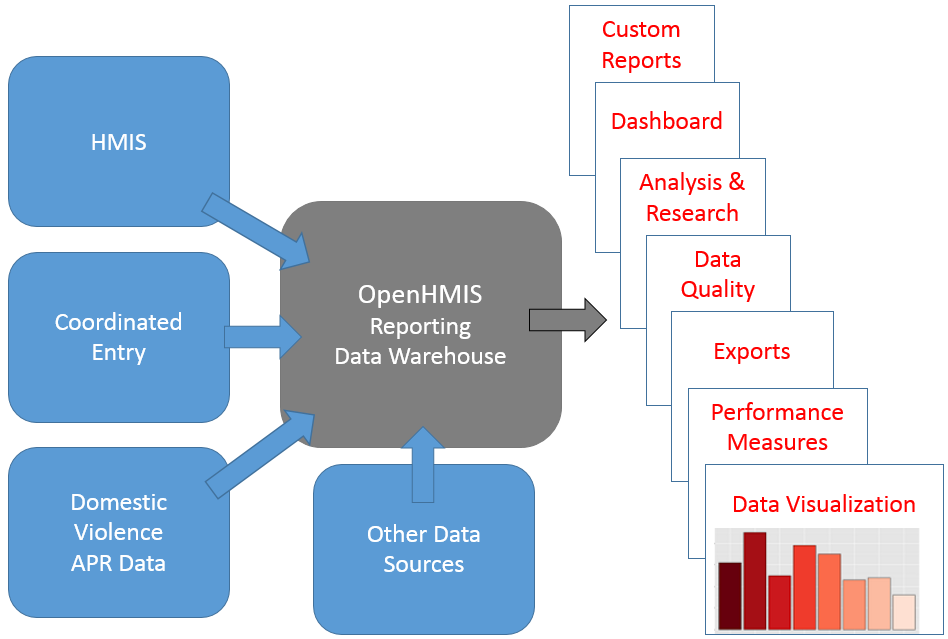 HMIS
Coordinated
Entry
Domestic
Violence
APR Data
OpenHMIS
Reporting
Data Warehouse
Other Data
Sources
Custom
Reports
Dashboard
Analysis &
Research
Data
Quality
Exports
Performance
Measures
Data Visualization